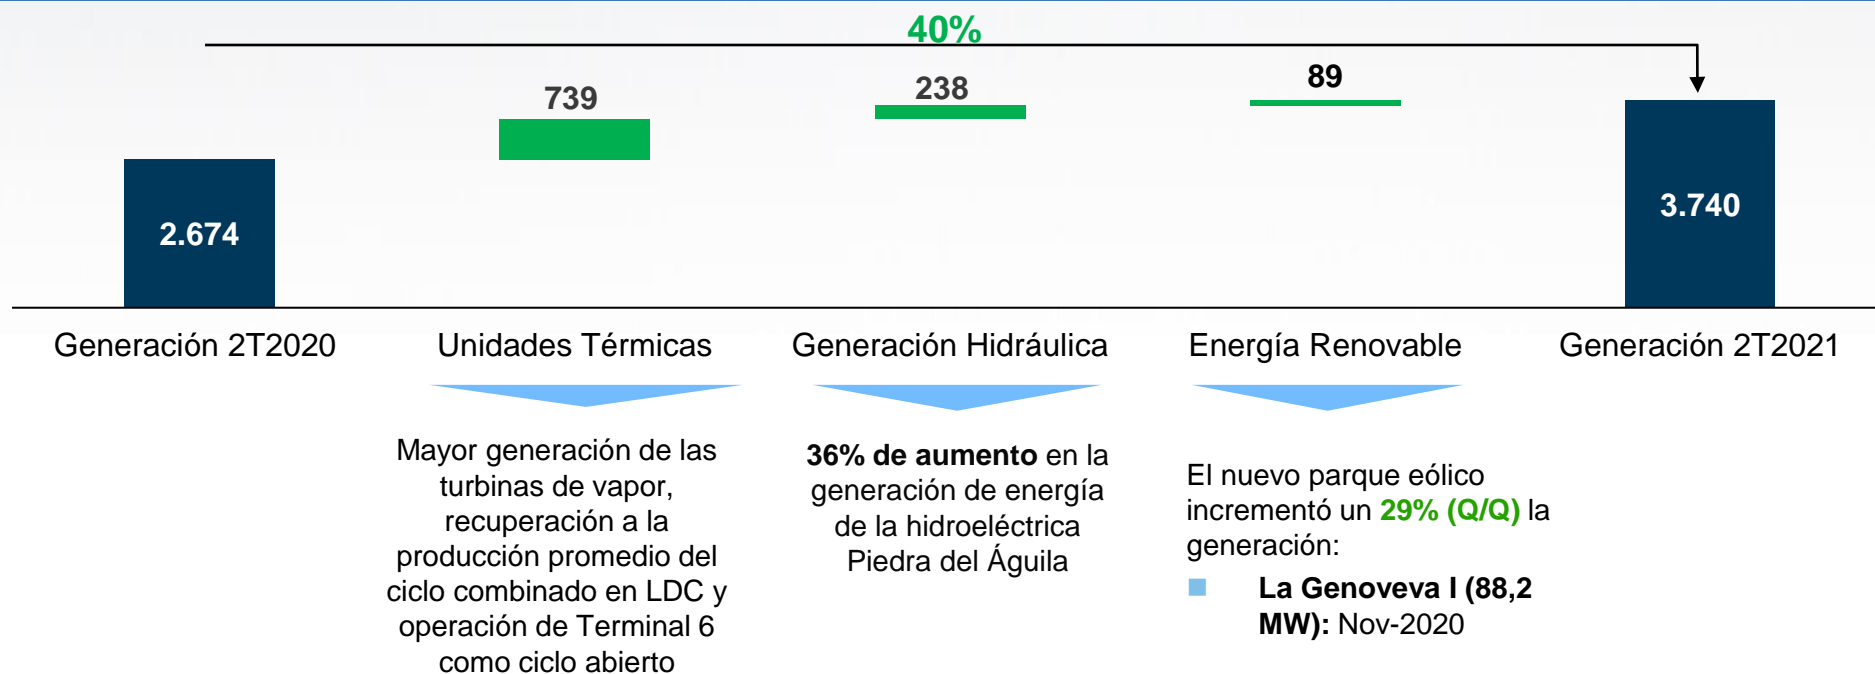 40%
739
238
89
2.674
3.740
Generación 2T2020
Unidades Térmicas
Generación Hidráulica
Energía Renovable
Generación 2T2021
Mayor generación de las
turbinas de vapor,
recuperación a la
producción promedio del
ciclo combinado en LDC y
operación de Terminal 6
como ciclo abierto
36% de aumento en la
generación de energía
de la hidroeléctrica
Piedra del Águila
El nuevo parque eólico
incrementó un 29% (Q/Q) la
generación:
La Genoveva I (88,2
MW): Nov-2020